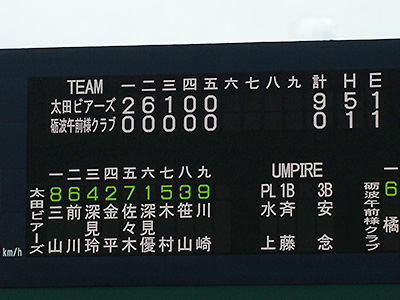 TEAM 一 二 三 四 五 六 七 八 九 計 H E
太田ビアーズ 2 6 1 0 0 9 5 1
砺波午前様クラブ 0 0 0 0 0 0 1 1
一 二 三 四 五 六 七 八 九
太田ビアーズ
8 6 4 2 7 1 5 3 9
三山
前川
深見玲
金平
佐々木
深見優
木村
笹山
川崎
UMPIRE
PL 1B 3B
水上
斉藤
安念
一
砺波午前様クラブ
6
橘
km/h